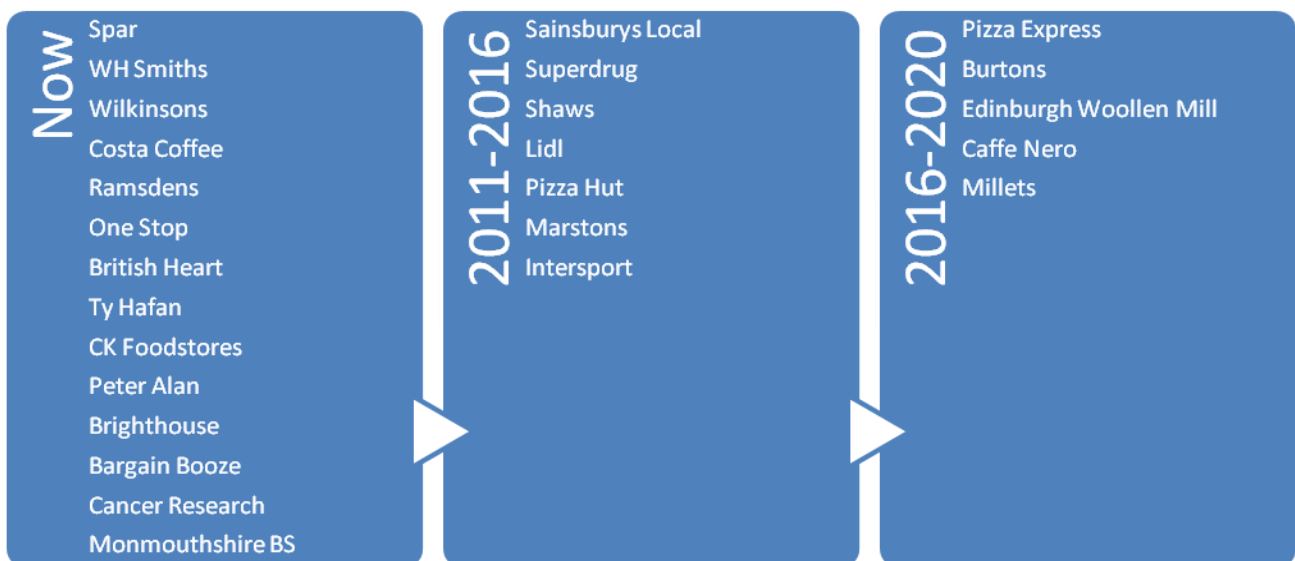 Now
Spar
WH Smiths
Wilkinsons
Costa Coffee
Ramsdens
One Stop
British Heart
Ty Hafan
CK Foodstores
Peter Alan
Brighthouse
Bargain Booze
Cancer Research
Monmouthshire BS
2011-2016
Sainsburys Local
Superdrug
Shaws
Lidl
Pizza Hut
Marstons
Intersport
2016-2020
Pizza Express
Burtons
Edinburgh Woollen Mill
Caffe Nero
Millets